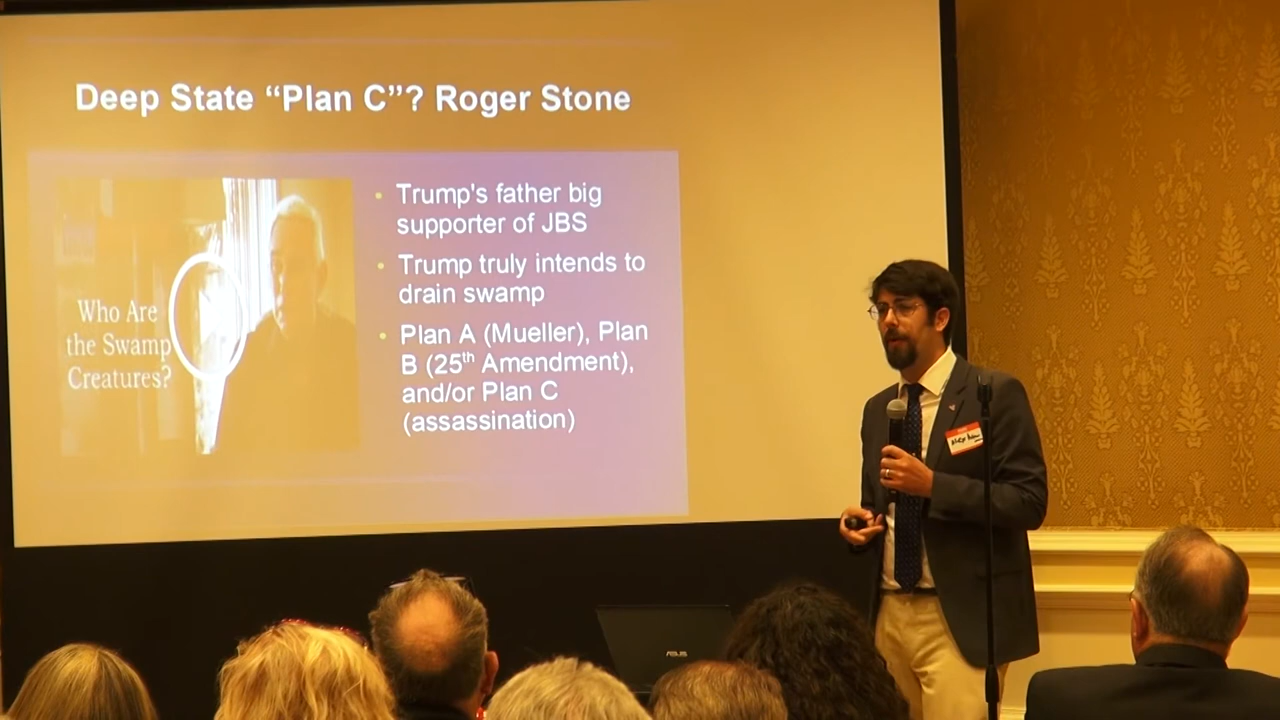 Deep State “Plan C”? Roger Stone
Who Are
the Swamp
Creatures?
• Trump's father big
supporter of JBS
• Trump truly intends to
drain swamp
• Plan A (Mueller), Plan
B (25th Amendment),
and/or Plan C
(assassination)
ASUS